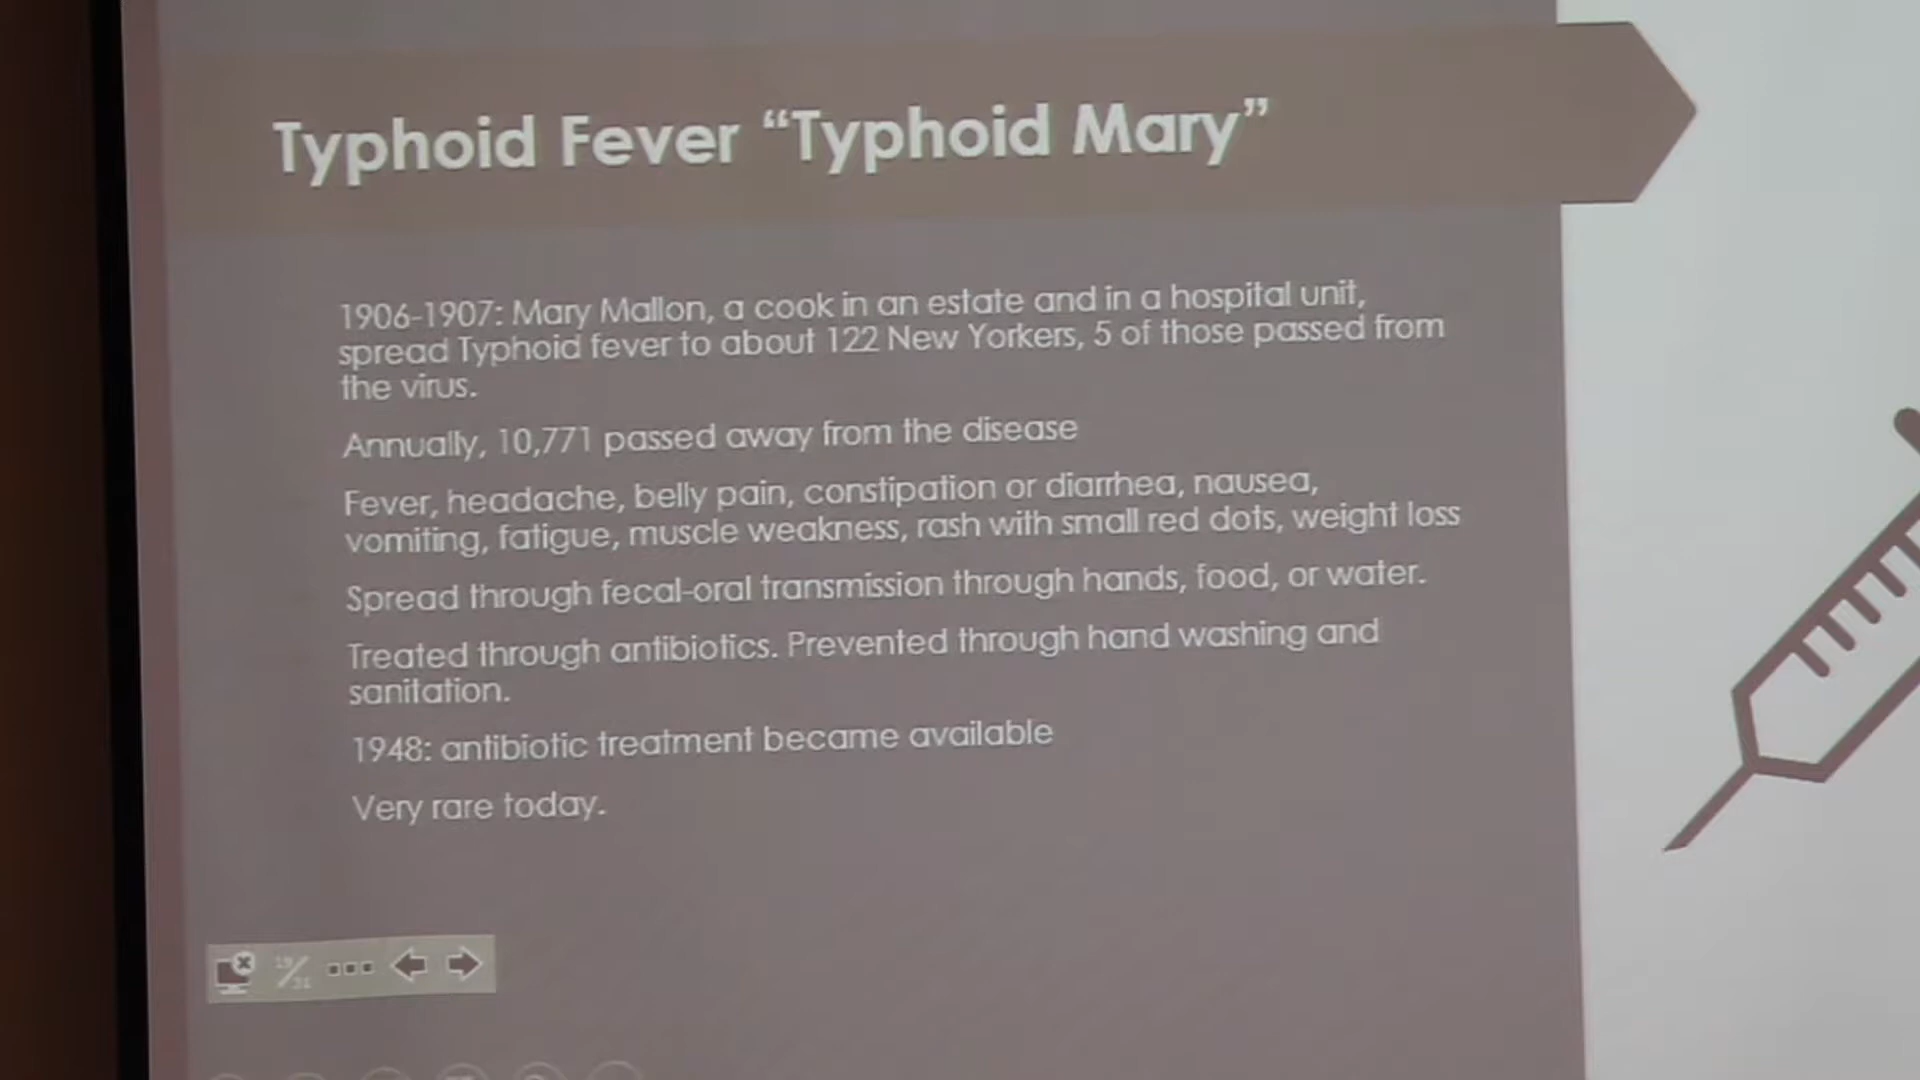 Typhoid Fever “Typhoid Mary”
1906-1907: Mary Mallon, a cook in an estate and in a hospital unit,
spread Typhoid fever to about 122 New Yorkers, 5 of those passed from
the virus.
Annually, 10,771 passed away from the disease
Fever, headache, belly pain, constipation or diarrhea, nausea,
vomiting, fatigue, muscle weakness, rash with small red dots, weight loss
Spread through fecal-oral transmission through hands, food, or water.
Treated through antibiotics. Prevented through hand washing and
sanitation.
1948: antibiotic treatment became available
Very rare today.
19/31